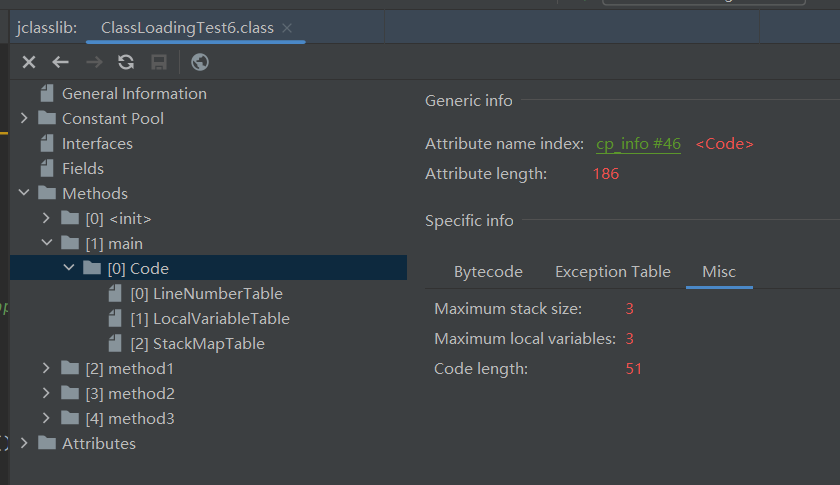 jclasslib:
ClassLoadingTest6.class
General Information
Constant Pool
Interfaces
Fields
Methods
[0] <init>
[1] main
[0] Code
[0] LineNumberTable
[1] LocalVariableTable
[2] StackMapTable
[2] method1
[3] method2
[4] method3
Attributes
Generic info
Attribute name index: cp_info #46 <Code>
Attribute length: 186
Specific info
Bytecode Exception Table Misc
Maximum stack size: 3
Maximum local variables: 3
Code length: 51